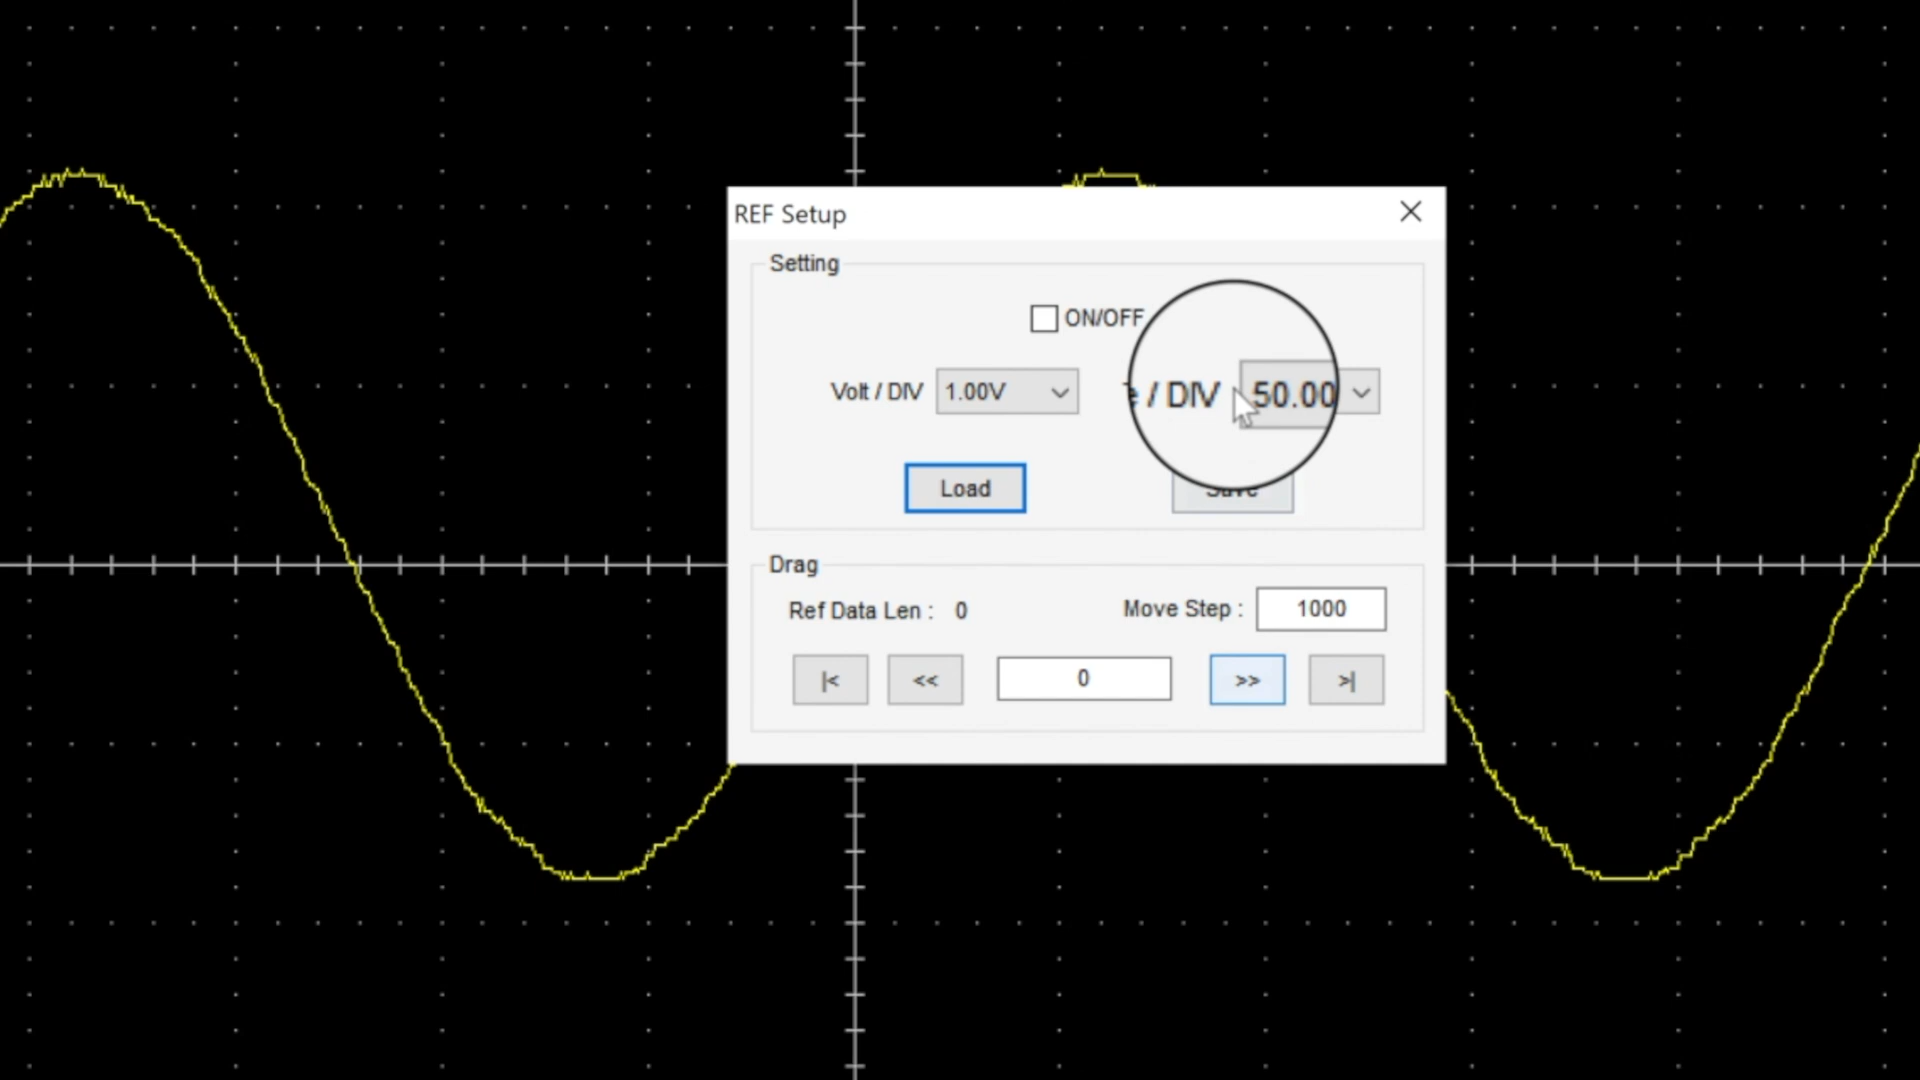 REF Setup
Setting
ON/OFF
Volt / DIV 1.00V / DIV 50.00
Load Save
Drag
Ref Data Len : 0 Move Step : 1000
|< << 0 >> >|